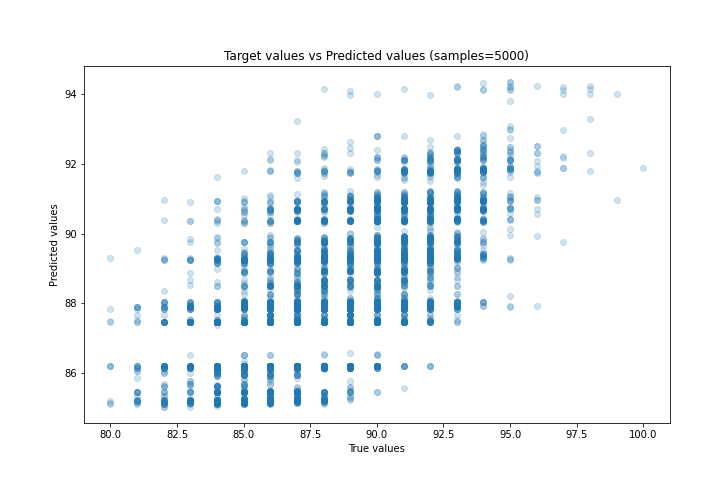 Target values vs Predicted values (samples=5000)
94
92
90
88
86
Predicted values
80.0 82.5 85.0 87.5 90.0 92.5 95.0 97.5 100.0
True values